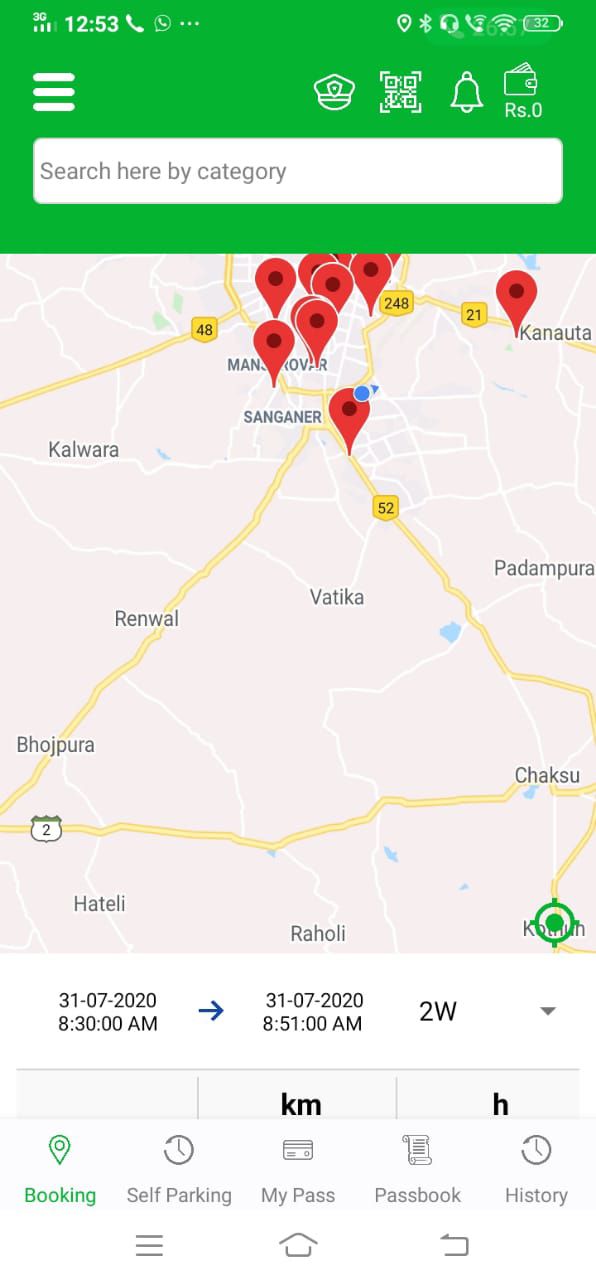 3G 12:53 32
Rs.0
Search here by category
248
48
21
Kanauta
SANGANER
Kalwara
52
Padampura
Vatika
Renwal
Bhojpura
Chaksu
2
Hateli
Raholi
31-07-2020 31-07-2020
8:30:00 AM 8:51:00 AM 2W
km h
Booking Self Parking My Pass Passbook History